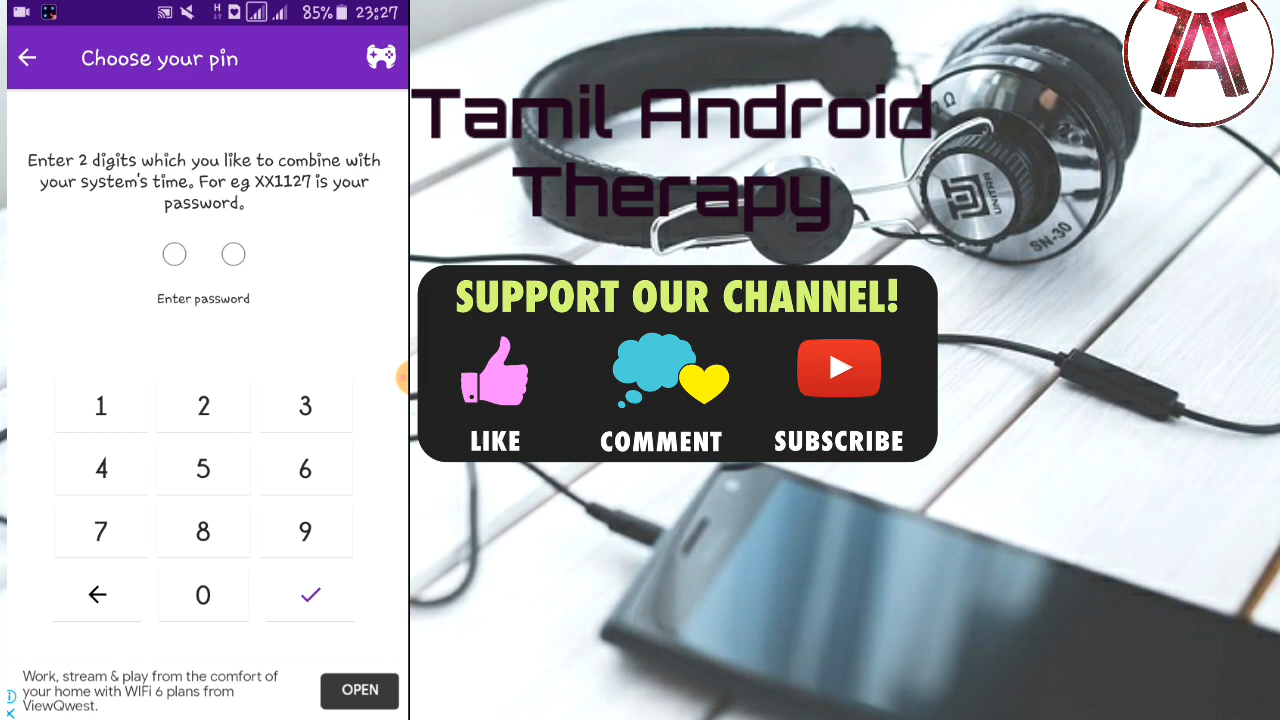 85% 23:27
Choose your pin
Enter 2 digits which you like to combine with
your system's time. For eg XX1127 is your
password.
Enter password
1 2 3
4 5 6
7 8 9
0
Work, stream & play from the comfort of
your home with WIFi 6 plans from
ViewQwest.
OPEN
Tamil Android
Therapy
SUPPORT OUR CHANNEL!
LIKE COMMENT SUBSCRIBE
UNITRA
SN-30
TAT